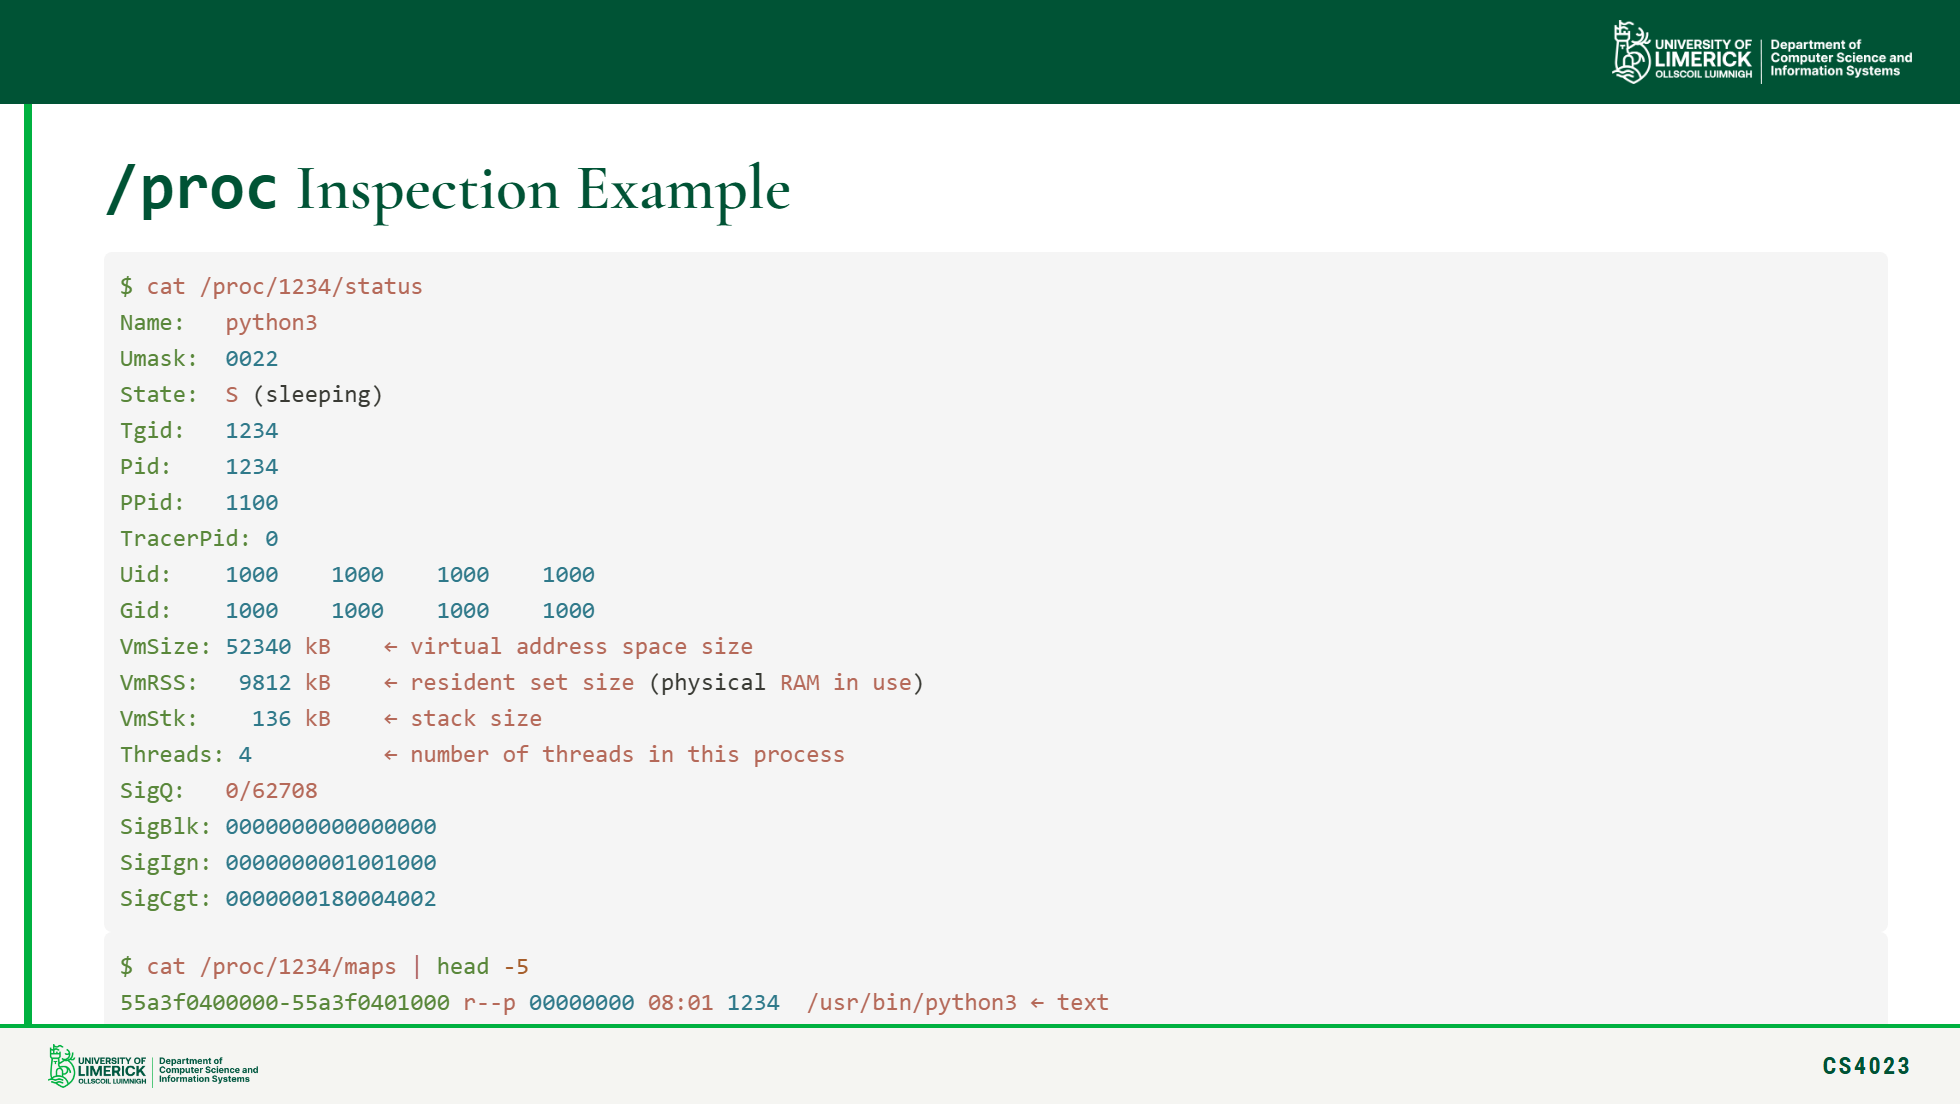 UNIVERSITY OF
LIMERICK
OLLSCOIL LUIMNIGH
Department of
Computer Science and
Information Systems
/proc Inspection Example
$ cat /proc/1234/status
Name:   python3
Umask:  0022
State:  S (sleeping)
Tgid:   1234
Pid:    1234
PPid:   1100
TracerPid: 0
Uid:    1000    1000    1000    1000
Gid:    1000    1000    1000    1000
VmSize: 52340 kB    ← virtual address space size
VmRSS:   9812 kB    ← resident set size (physical RAM in use)
VmStk:    136 kB    ← stack size
Threads: 4          ← number of threads in this process
SigQ:   0/62708
SigBlk: 0000000000000000
SigIgn: 0000000001001000
SigCgt: 0000000180004002
$ cat /proc/1234/maps | head -5
55a3f0400000-55a3f0401000 r--p 00000000 08:01 1234  /usr/bin/python3 ← text
UNIVERSITY OF
LIMERICK
OLLSCOIL LUIMNIGH
Department of
Computer Science and
Information Systems
CS4023